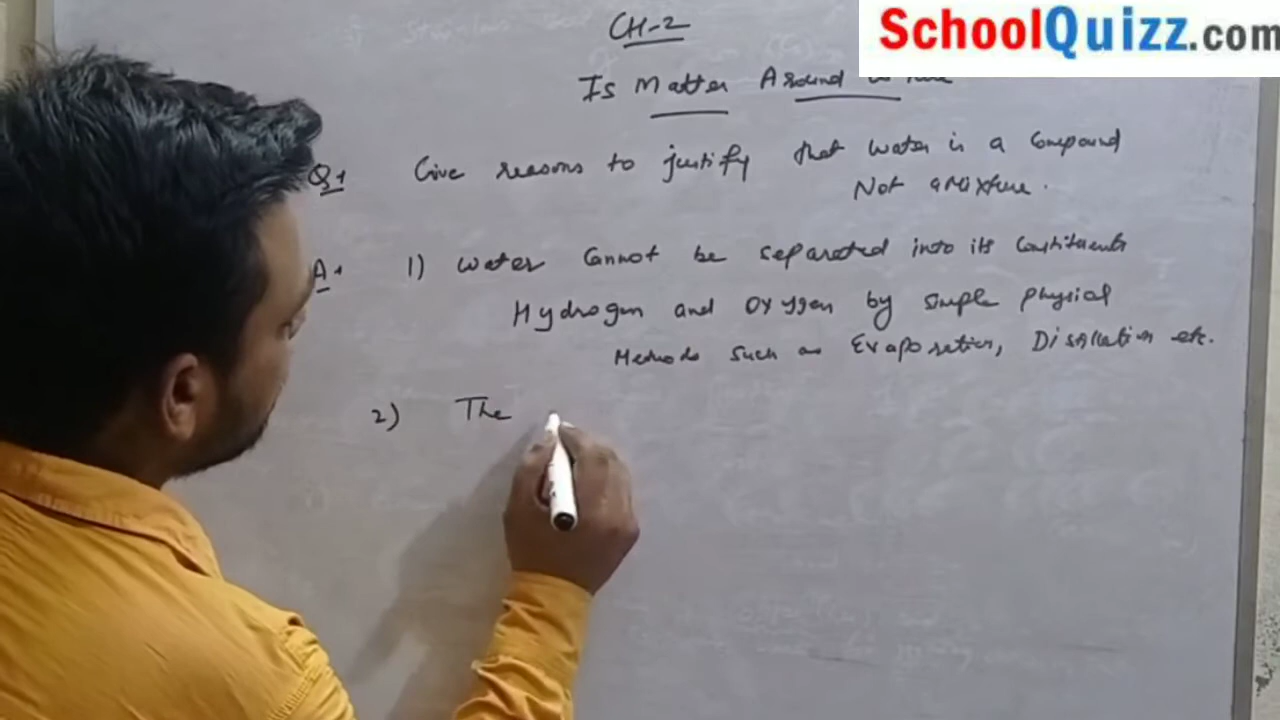 SchoolQuizz.com
CH-2
Is Matter Around
Q1 Give reasons to justify that water is a Compound
Not a Mixture.
A1 1) Water Cannot be separated into its Constituents
Hydrogen and Oxygen by simple physical
Methods such as Evaporation, Distillation etc.
2) The